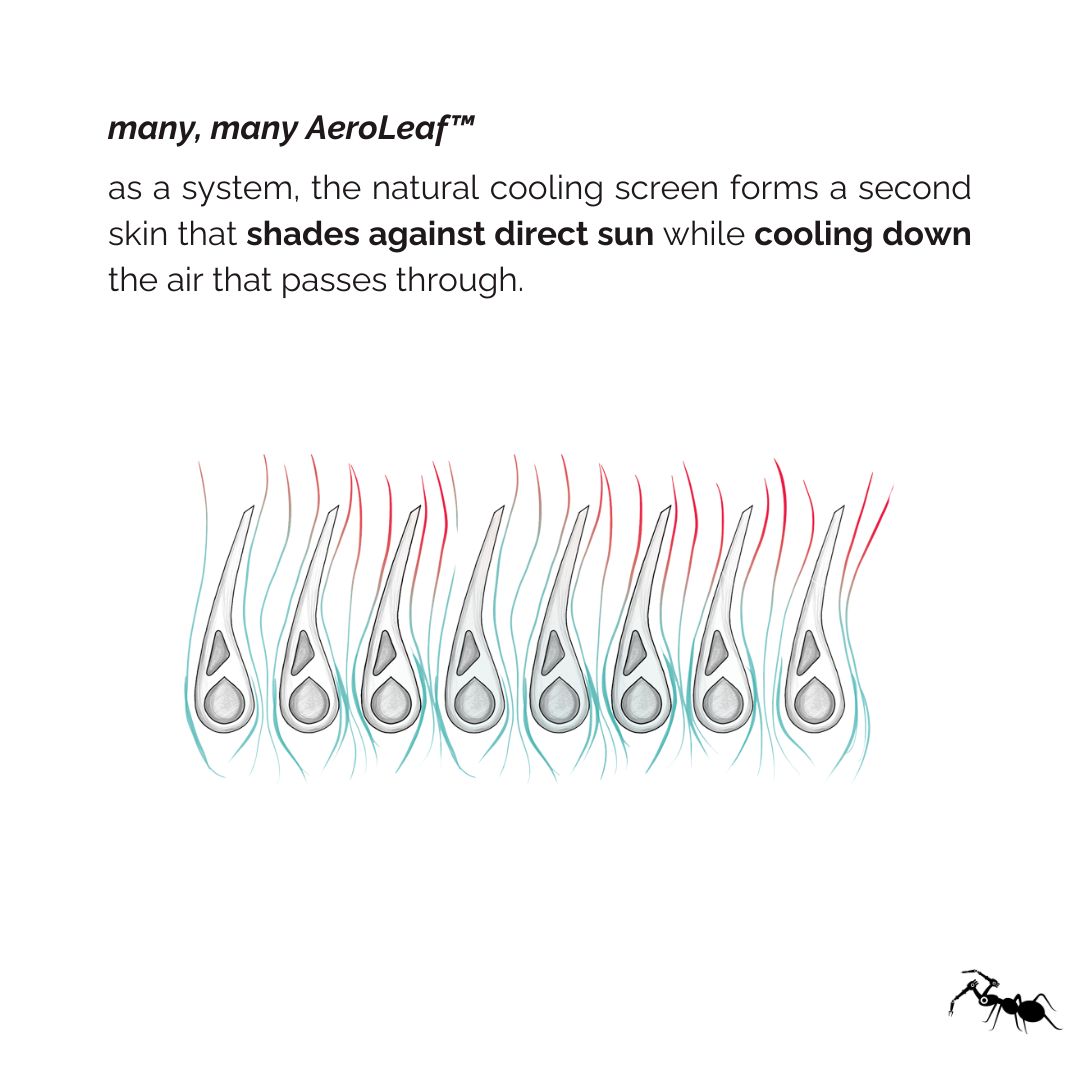 many, many AeroLeaf™
as a system, the natural cooling screen forms a second
skin that shades against direct sun while cooling down
the air that passes through.